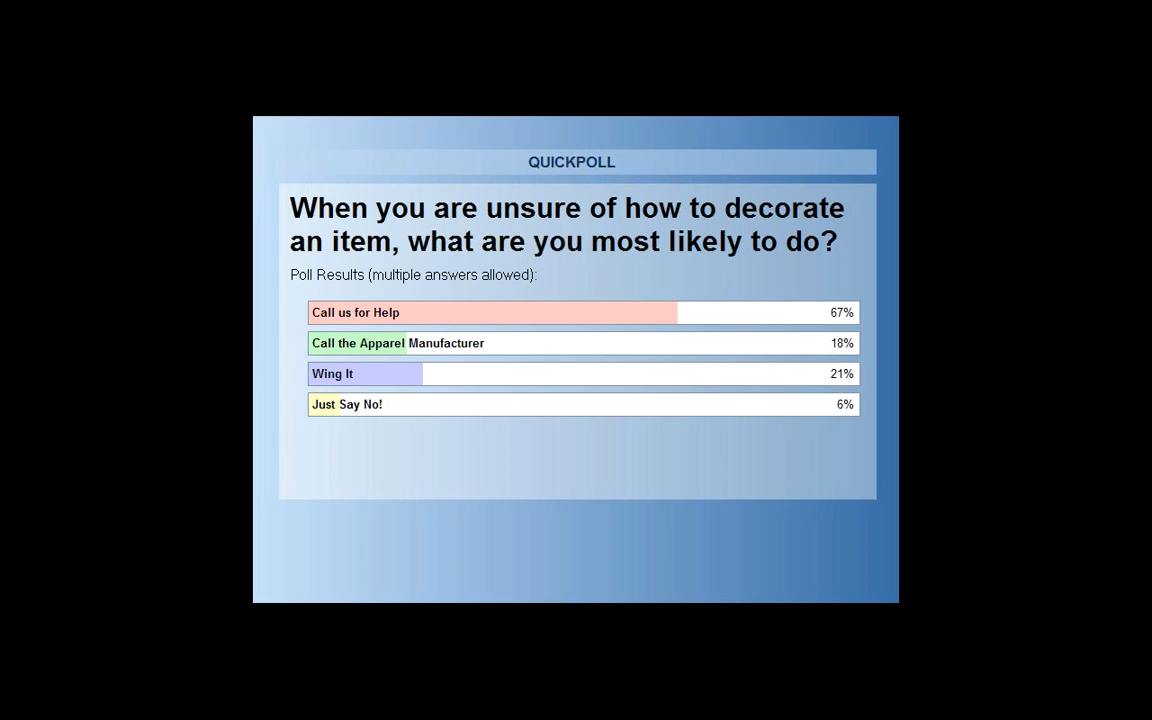 QUICKPOLL
When you are unsure of how to decorate
an item, what are you most likely to do?
Poll Results (multiple answers allowed):
Call us for Help 67%
Call the Apparel Manufacturer 18%
Wing It 21%
Just Say No! 6%